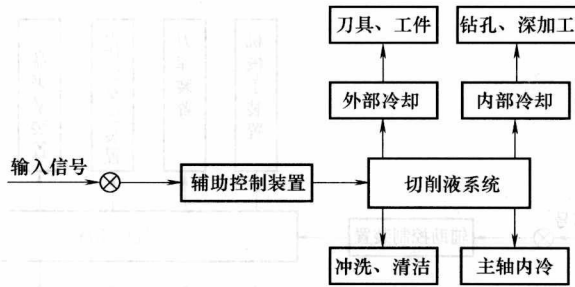 刀具、工件
钻孔、深加工
外部冷却
内部冷却
输入信号
辅助控制装置
切削液系统
冲洗、清洁
主轴内冷